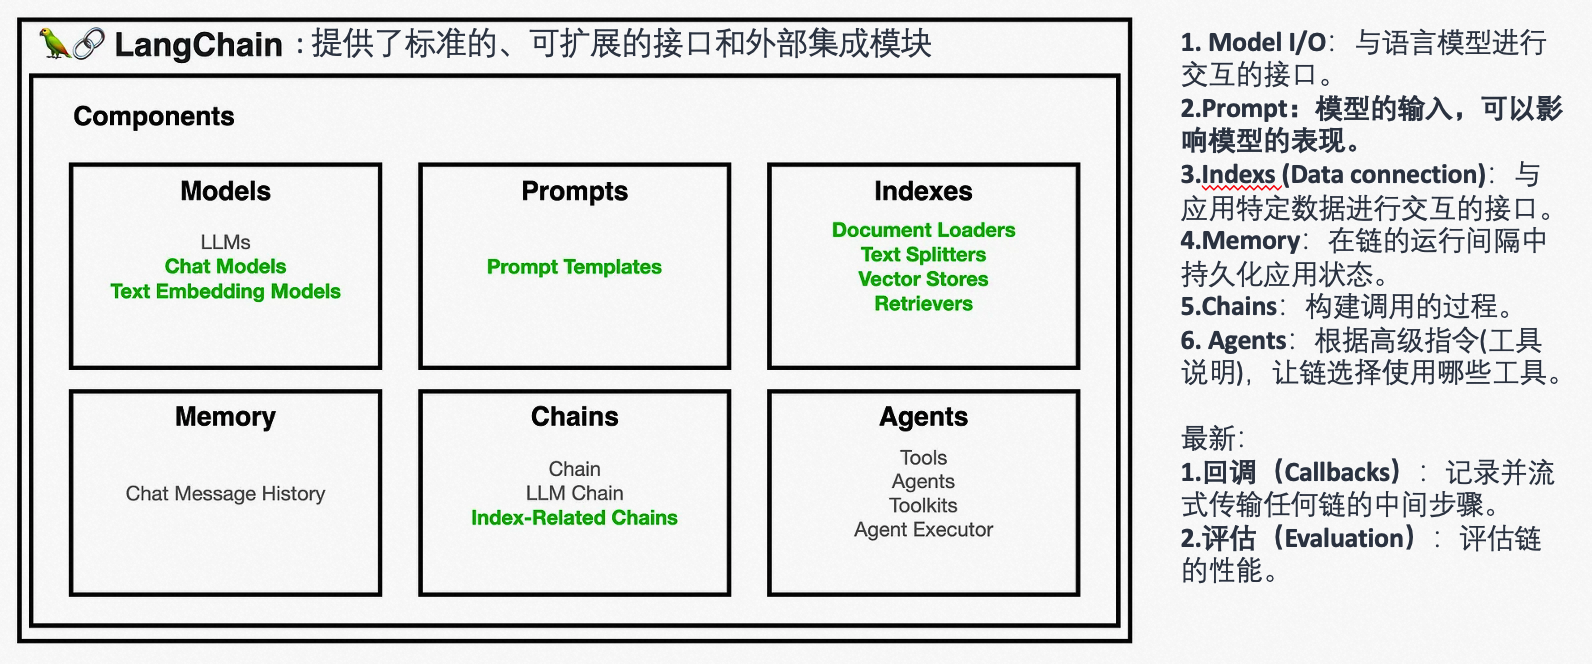 LangChain :提供了标准的、可扩展的接口和外部集成模块
Components
Models
LLMs
Chat Models
Text Embedding Models
Prompts
Prompt Templates
Indexes
Document Loaders
Text Splitters
Vector Stores
Retrievers
Memory
Chat Message History
Chains
Chain
LLM Chain
Index-Related Chains
Agents
Tools
Agents
Toolkits
Agent Executor
1. Model I/O： 与语言模型进行
交互的接口。
2.Prompt：模型的输入，可以影
响模型的表现。
3.Indexs (Data connection)： 与
应用特定数据进行交互的接口。
4.Memory： 在链的运行间隔中
持久化应用状态。
5.Chains： 构建调用的过程。
6. Agents： 根据高级指令(工具
说明)，让链选择使用哪些工具。
最新：
1.回调（Callbacks）： 记录并流
式传输任何链的中间步骤。
2.评估（Evaluation）： 评估链
的性能。